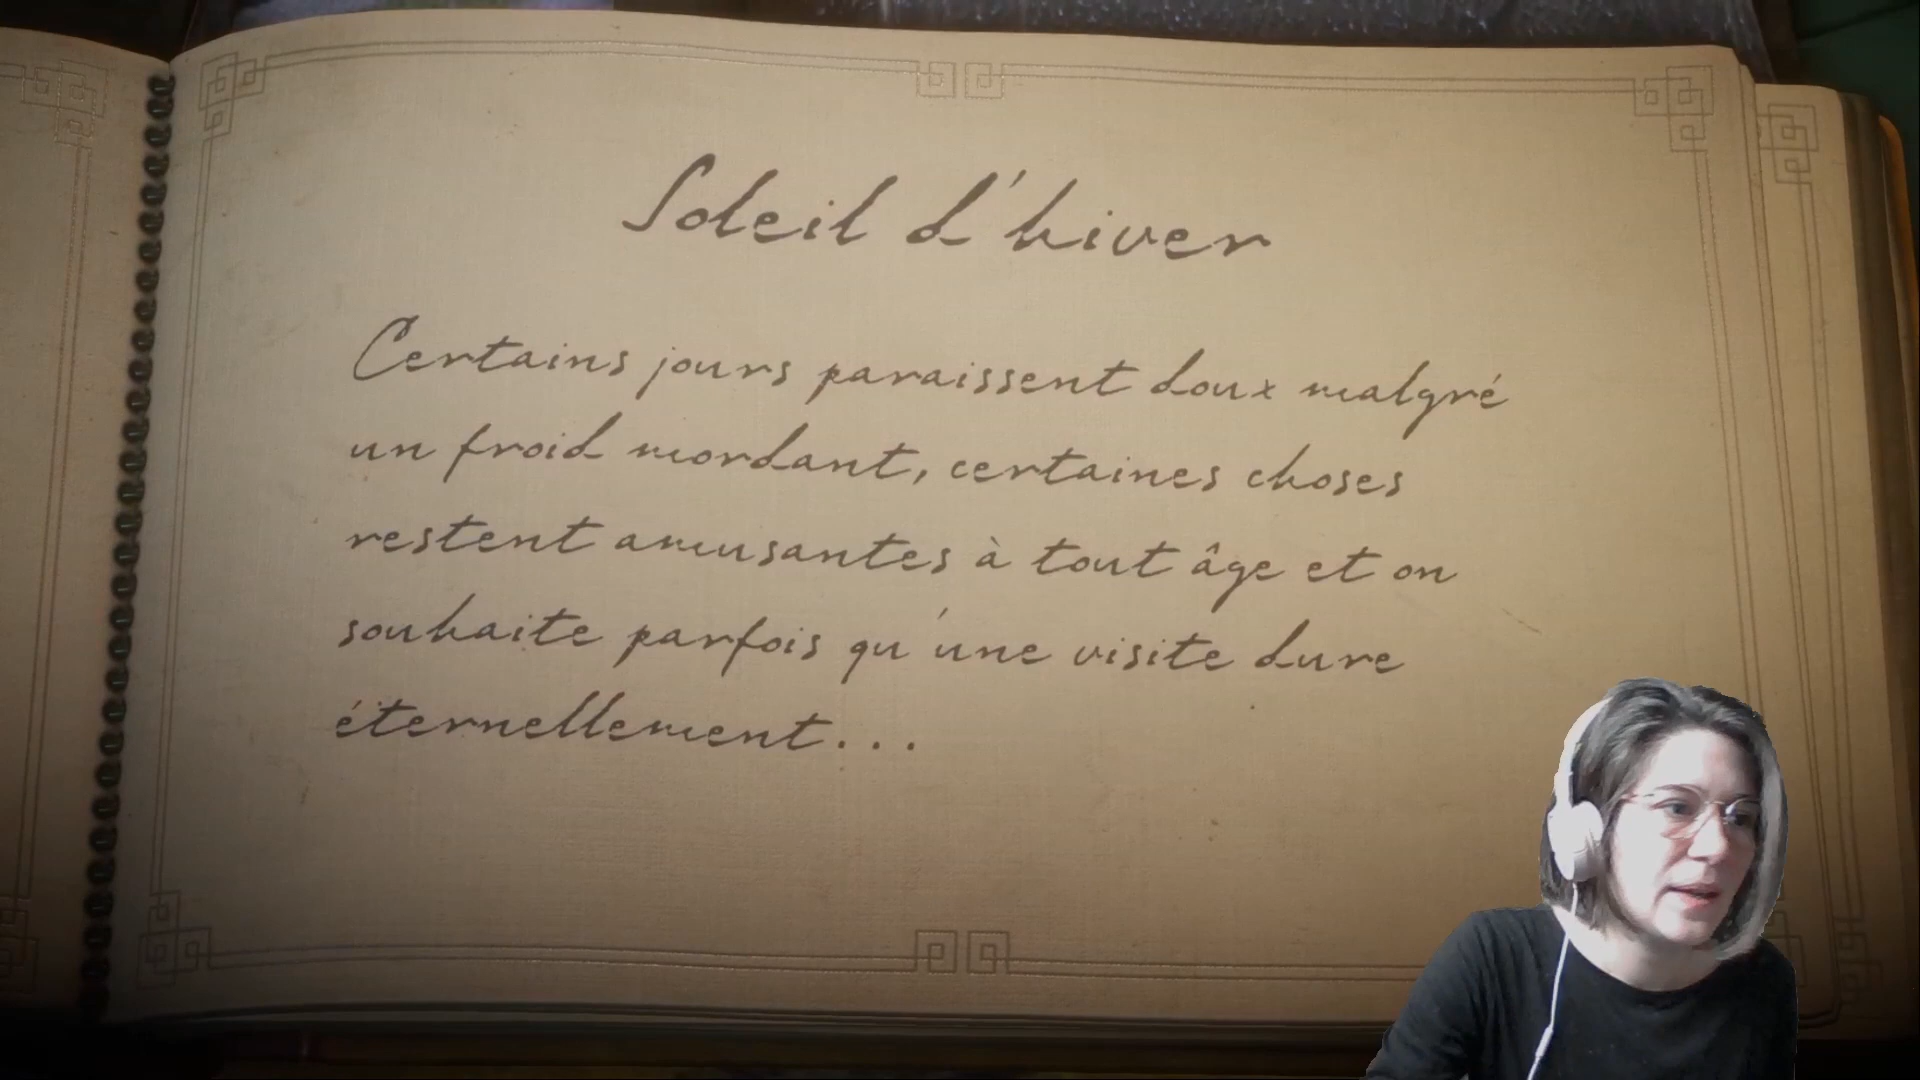 Soleil d'hiver
Certains jours paraissent doux malgré
un froid mordant, certaines choses
restent amusantes à tout âge et on
souhaite parfois qu'une visite dure
éternellement...